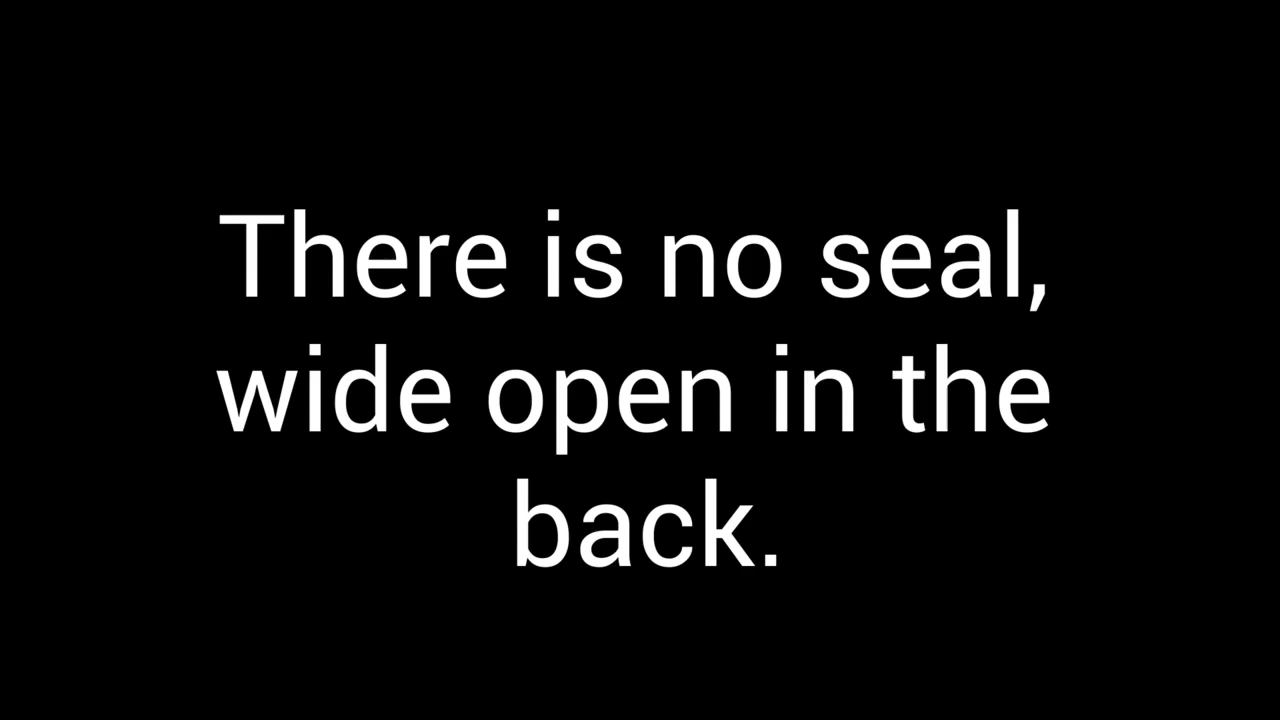 There is no seal,
wide open in the
back.